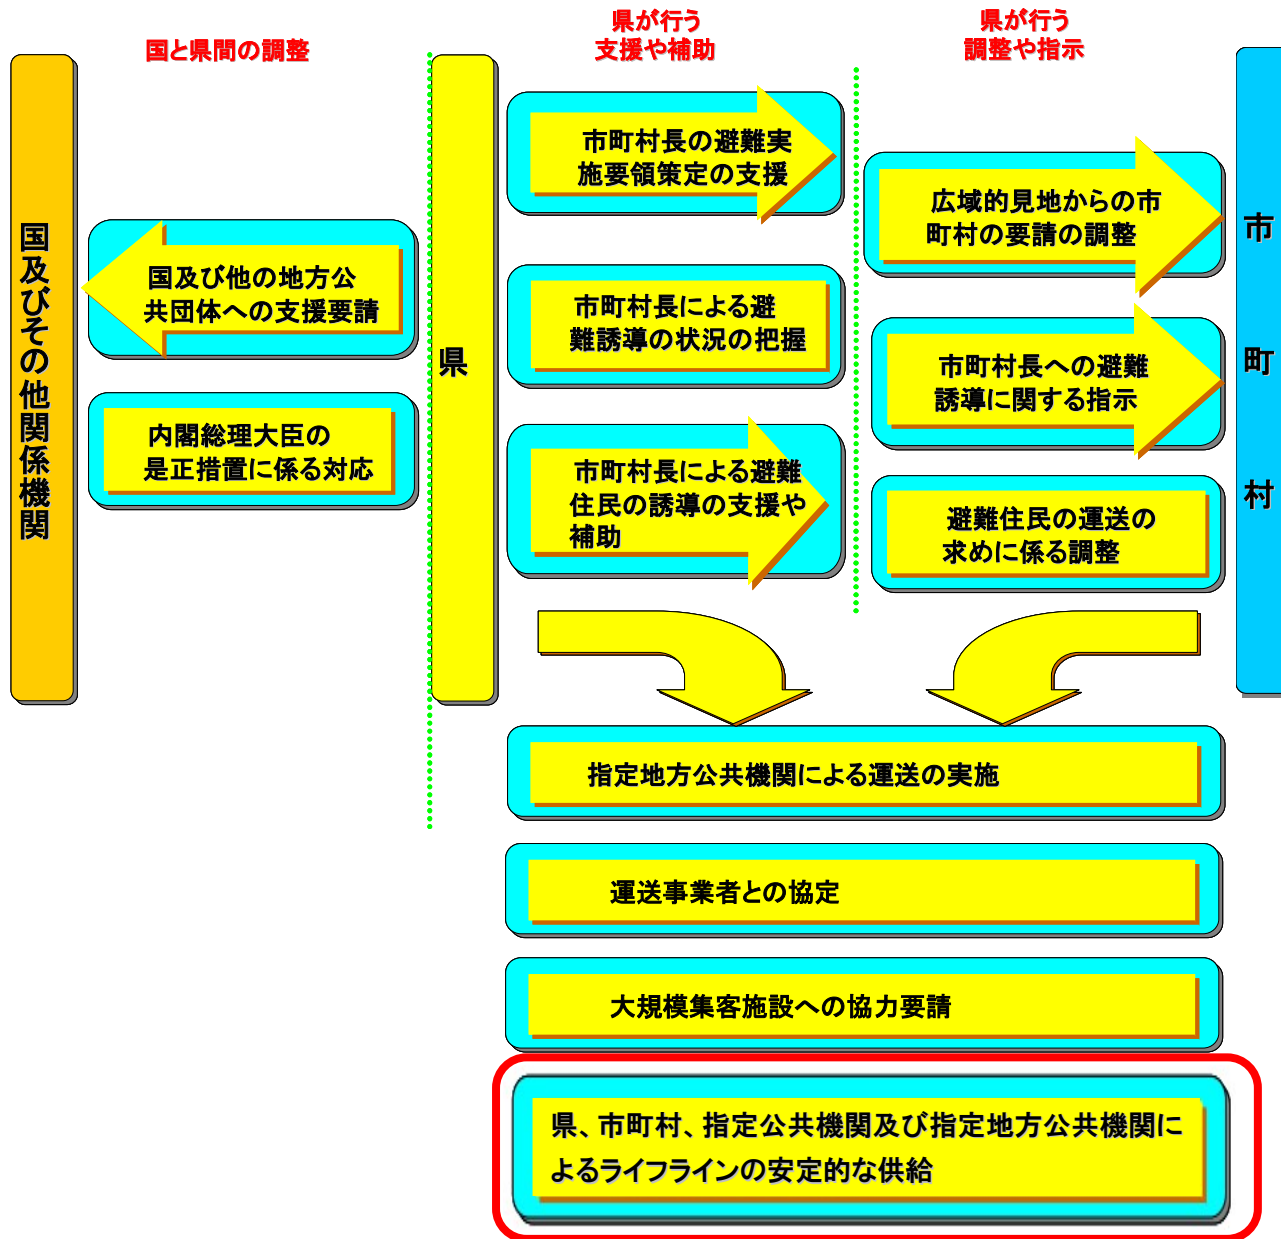 国と県間の調整
県が行う
支援や補助
県が行う
調整や指示
国及びその他関係機関
国及び他の地方公
共団体への支援要請
内閣総理大臣の
是正措置に係る対応
県
市町村長の避難実
施要領策定の支援
市町村長による避
難誘導の状況の把握
市町村長による避難
住民の誘導の支援や
補助
広域的見地からの市
町村の要請の調整
市町村長への避難
誘導に関する指示
避難住民の運送の
求めに係る調整
市町村
指定地方公共機関による運送の実施
運送事業者との協定
大規模集客施設への協力要請
県、市町村、指定公共機関及び指定地方公共機関に
よるライフラインの安定的な供給